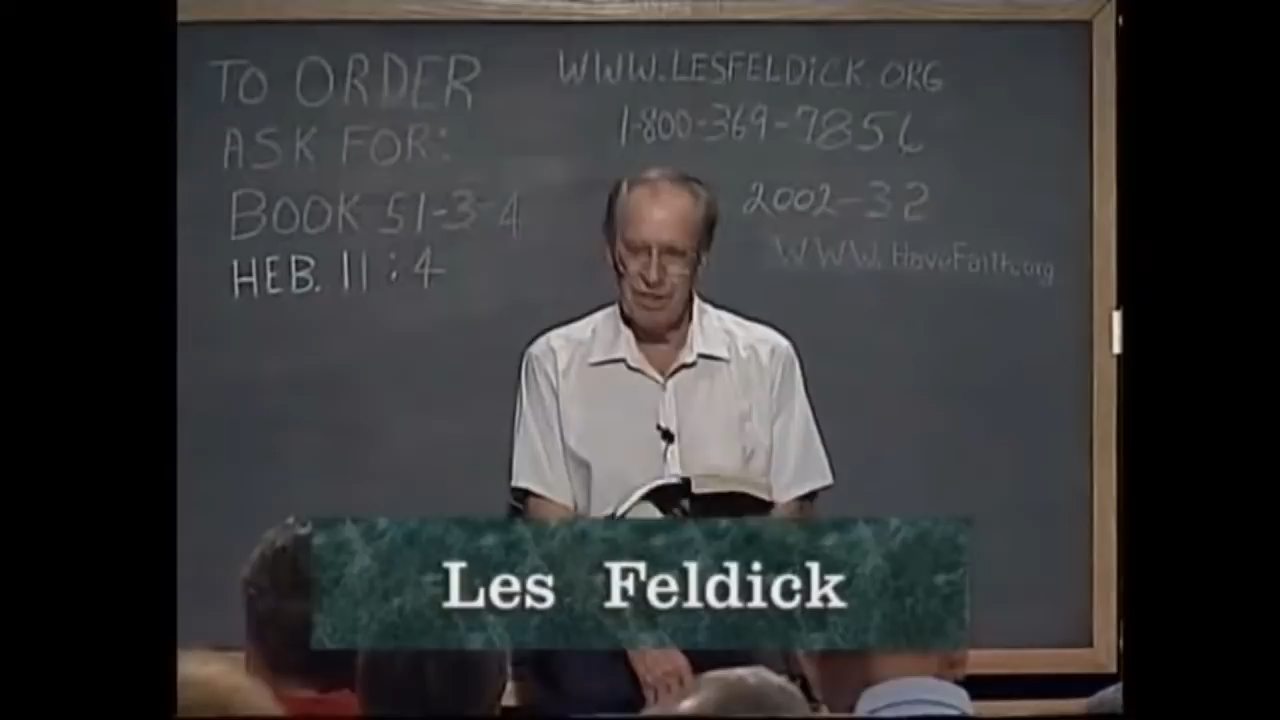 TO ORDER
ASK FOR:
BOOK 51-3-4
HEB. 11:4
WWW.LESFELDICK.ORG
1-800-369-7856
2002-32
WWW.HaveFaith.org
Les Feldick